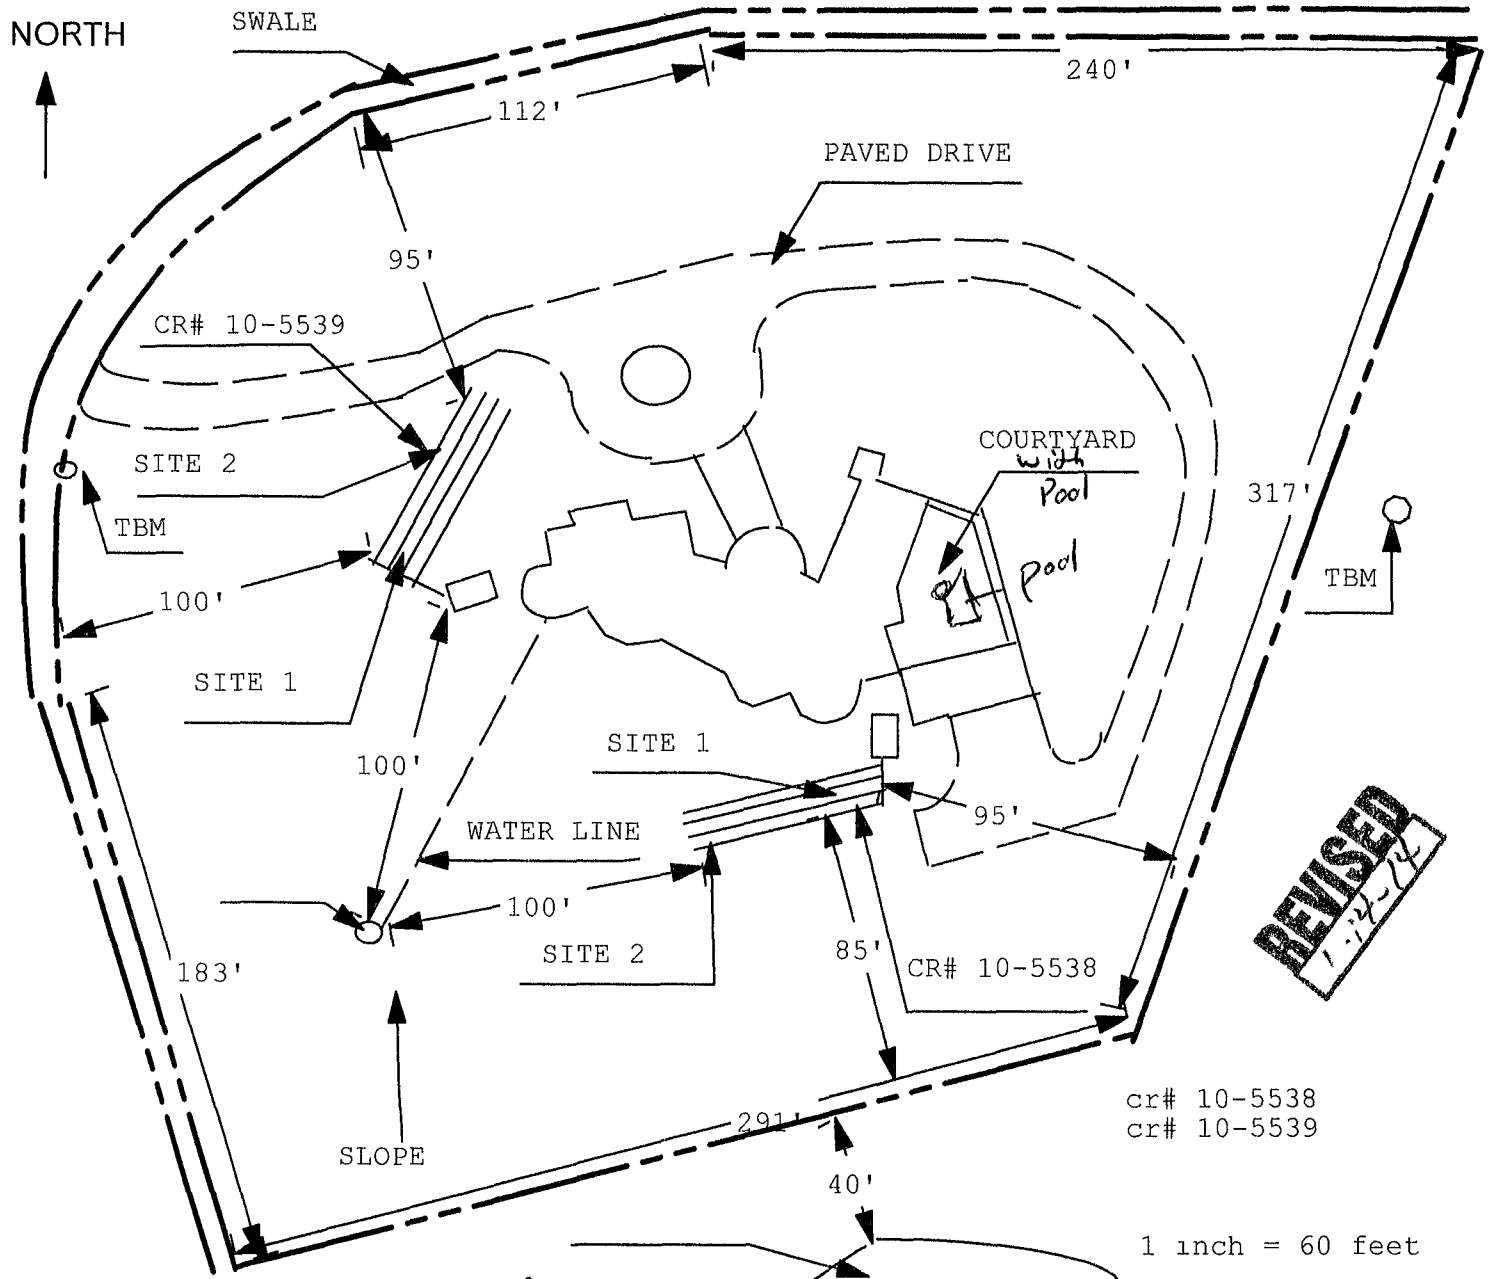 NORTH
SWALE
240'
112'
PAVED DRIVE
95'
CR# 10-5539
SITE 2
COURTYARD
with
Pool
317'
TBM
pool
TBM
100'
SITE 1
SITE 1
100'
WATER LINE
95'
REVISED
100'
SITE 2
85'
CR# 10-5538
183'
cr# 10-5538
cr# 10-5539
291'
SLOPE
40'
1 inch = 60 feet